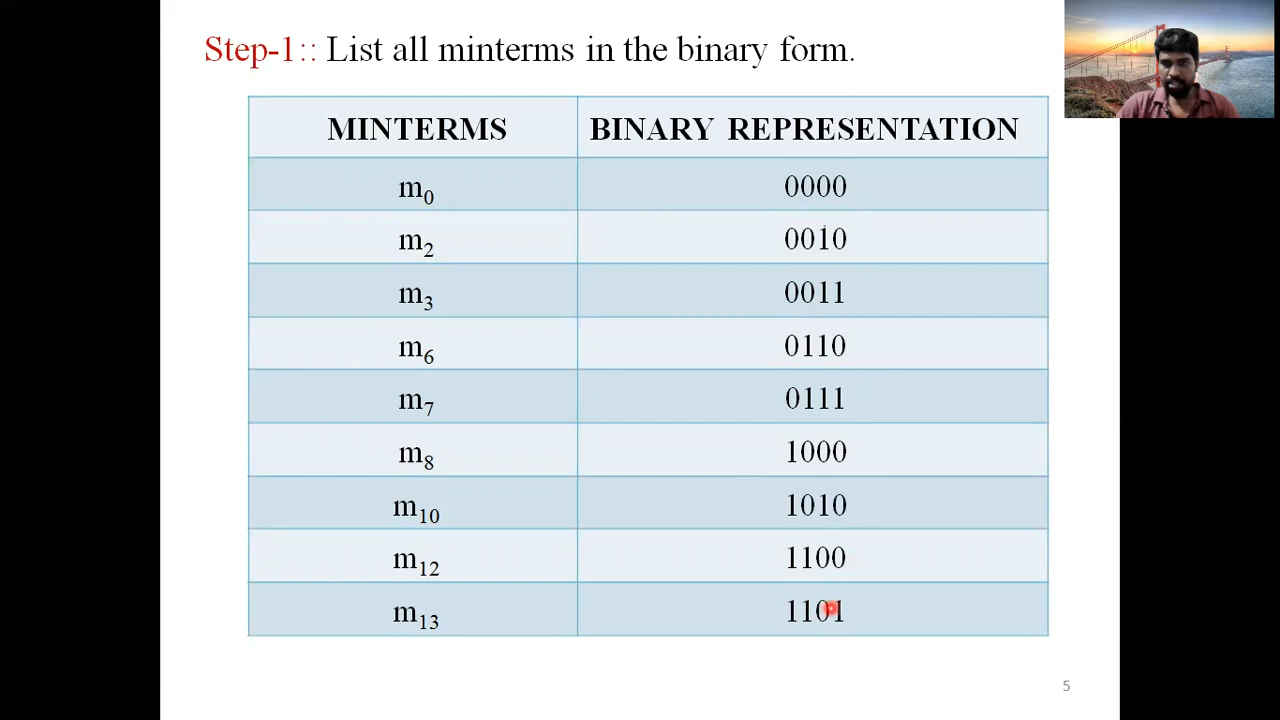 Step-1:: List all minterms in the binary form.
MINTERMS BINARY REPRESENTATION
m0 0000
m2 0010
m3 0011
m6 0110
m7 0111
m8 1000
m10 1010
m12 1100
m13 1101
5